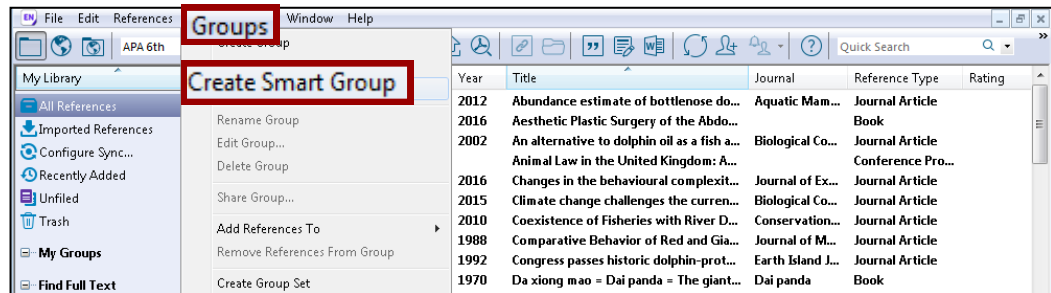 EN File Edit References Groups Window Help
APA 6th Quick Search
My Library
All References
Imported References
Configure Sync...
Recently Added
Unfiled
Trash
My Groups
Find Full Text
Create Group
Create Smart Group
Rename Group
Edit Group...
Delete Group
Share Group...
Add References To
Remove References From Group
Create Group Set
Year Title Journal Reference Type Rating
2012 Abundance estimate of bottlenose do... Aquatic Mam... Journal Article
2016 Aesthetic Plastic Surgery of the Abdo... Book
2002 An alternative to dolphin oil as a fish a... Biological Co... Journal Article
Animal Law in the United Kingdom: A... Conference Pro...
2016 Changes in the behavioural complexit... Journal of Ex... Journal Article
2015 Climate change challenges the curren... Biological Co... Journal Article
2010 Coexistence of Fisheries with River D... Conservation... Journal Article
1988 Comparative Behavior of Red and Gia... Journal of M... Journal Article
1992 Congress passes historic dolphin-prot... Earth Island J... Journal Article
1970 Da xiong mao = Dai panda = The giant... Dai panda Book